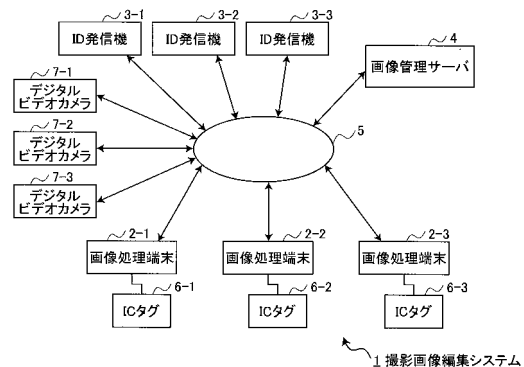 3-1
3-2
3-3
ID発信機
ID発信機
ID発信機
4
画像管理サーバ
7-1
デジタル
ビデオカメラ
7-2
デジタル
ビデオカメラ
7-3
デジタル
ビデオカメラ
5
2-1
画像処理端末
2-2
画像処理端末
2-3
画像処理端末
6-1
ICタグ
6-2
ICタグ
6-3
ICタグ
1 撮影画像編集システム